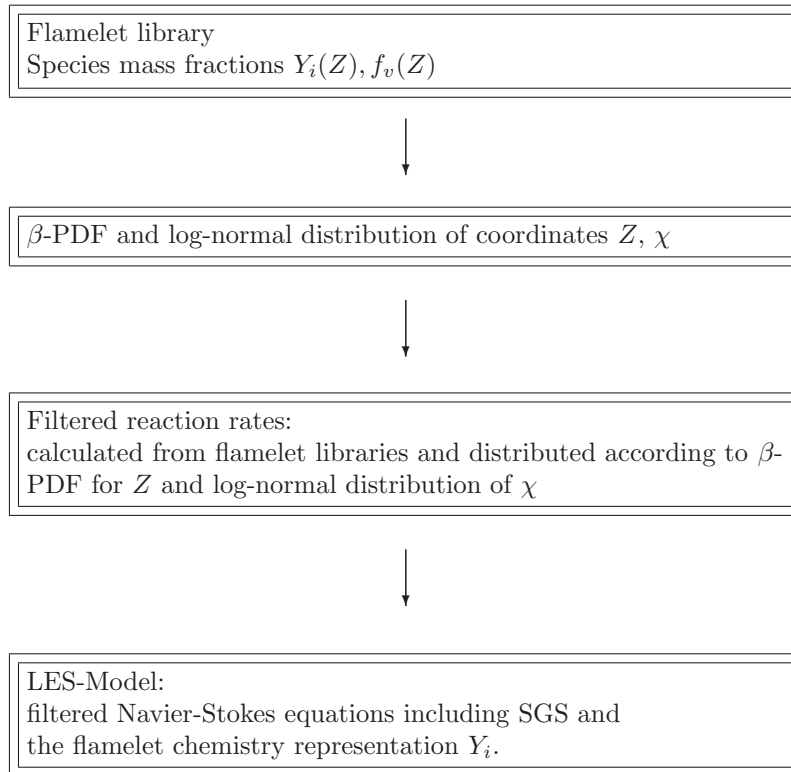 Flamelet library
Species mass fractions Y_i(Z), f_v(Z)
β-PDF and log-normal distribution of coordinates Z, χ
Filtered reaction rates:
calculated from flamelet libraries and distributed according to β-
PDF for Z and log-normal distribution of χ
LES-Model:
filtered Navier-Stokes equations including SGS and
the flamelet chemistry representation Y_i.